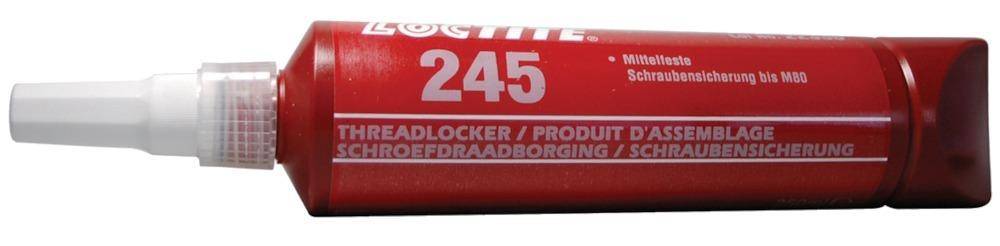 LOCTITE®
245
• Mittelfeste
Schraubensicherung bis M80
THREADLOCKER / PRODUIT D'ASSEMBLAGE
SCHROEFDRAADBORGING / SCHRAUBENSICHERUNG